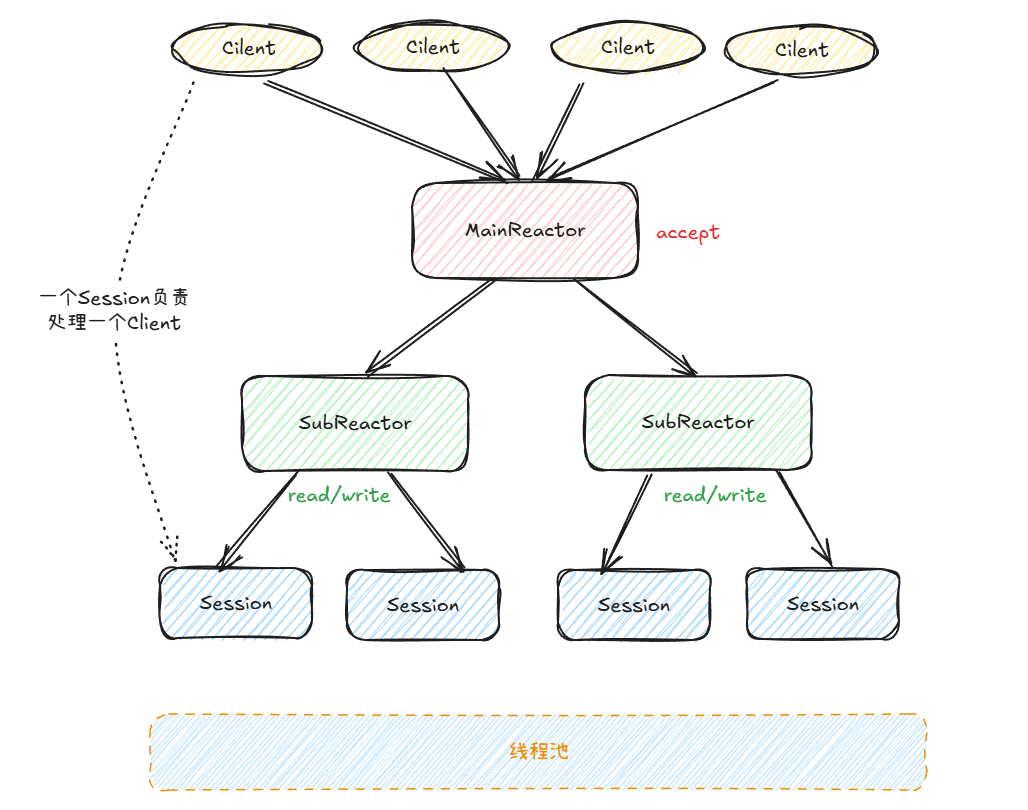 Cilent
Cilent
Cilent
Cilent
MainReactor
accept
一个Session负责
处理一个Client
SubReactor
SubReactor
read/write
read/write
Session
Session
Session
Session
线程池